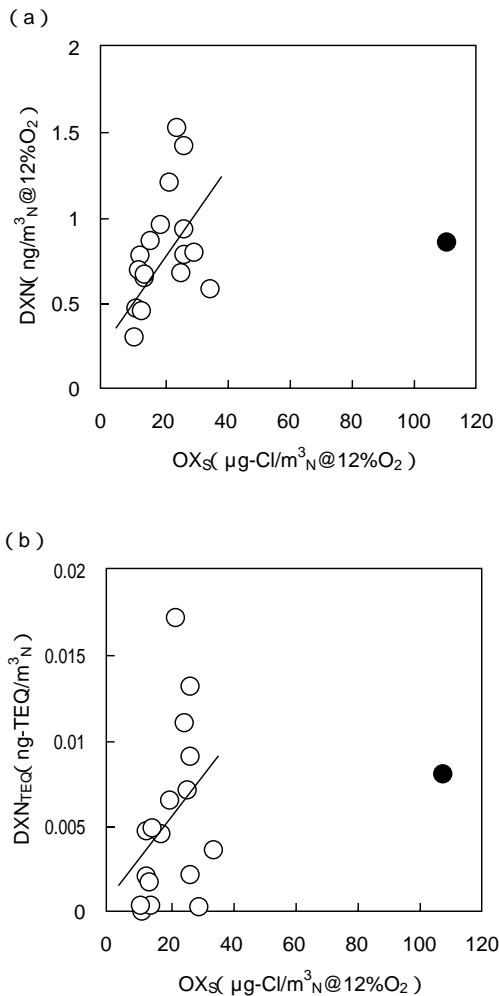 ( a )
2
1.5
1
0.5
0
0 20 40 60 80 100 120
DXN( ng/m³N@12%O₂)
OXS( µg-Cl/m³N@12%O₂)
( b )
0.02
0.015
0.01
0.005
0
0 20 40 60 80 100 120
DXNTEQ( ng-TEQ/m³N)
OXS( µg-Cl/m³N@12%O₂)